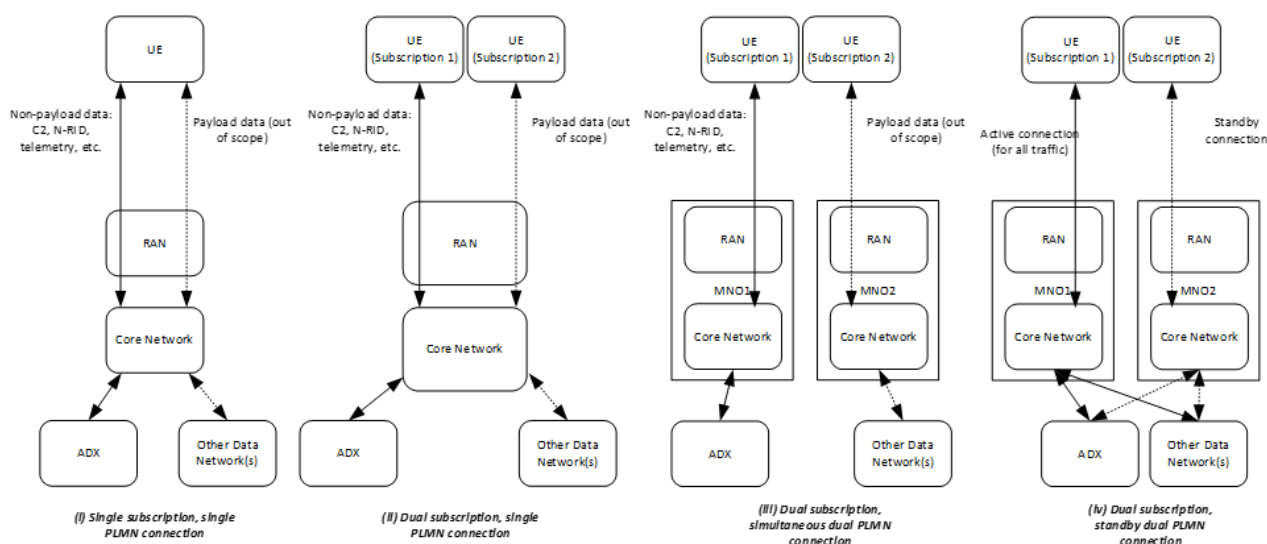 UE
Non-payload data:
C2, N-RID,
telemetry, etc.
Payload data (out
of scope)
RAN
Core Network
ADX
Other Data
Network(s)
(i) Single subscription, single
PLMN connection
UE
(Subscription 1)
UE
(Subscription 2)
Non-payload data:
C2, N-RID,
telemetry, etc.
Payload data (out
of scope)
RAN
Core Network
ADX
Other Data
Network(s)
(ii) Dual subscription, single
PLMN connection
UE
(Subscription 1)
UE
(Subscription 2)
Non-payload data:
C2, N-RID,
telemetry, etc.
Payload data (out
of scope)
RAN
RAN
MNO1
MNO2
Core Network
Core Network
ADX
Other Data
Network(s)
(iii) Dual subscription,
simultaneous dual PLMN
connection
UE
(Subscription 1)
UE
(Subscription 2)
Active connection
(for all traffic)
Standby
connection
RAN
RAN
MNO1
MNO2
Core Network
Core Network
ADX
Other Data
Network(s)
(iv) Dual subscription,
standby dual PLMN
connection